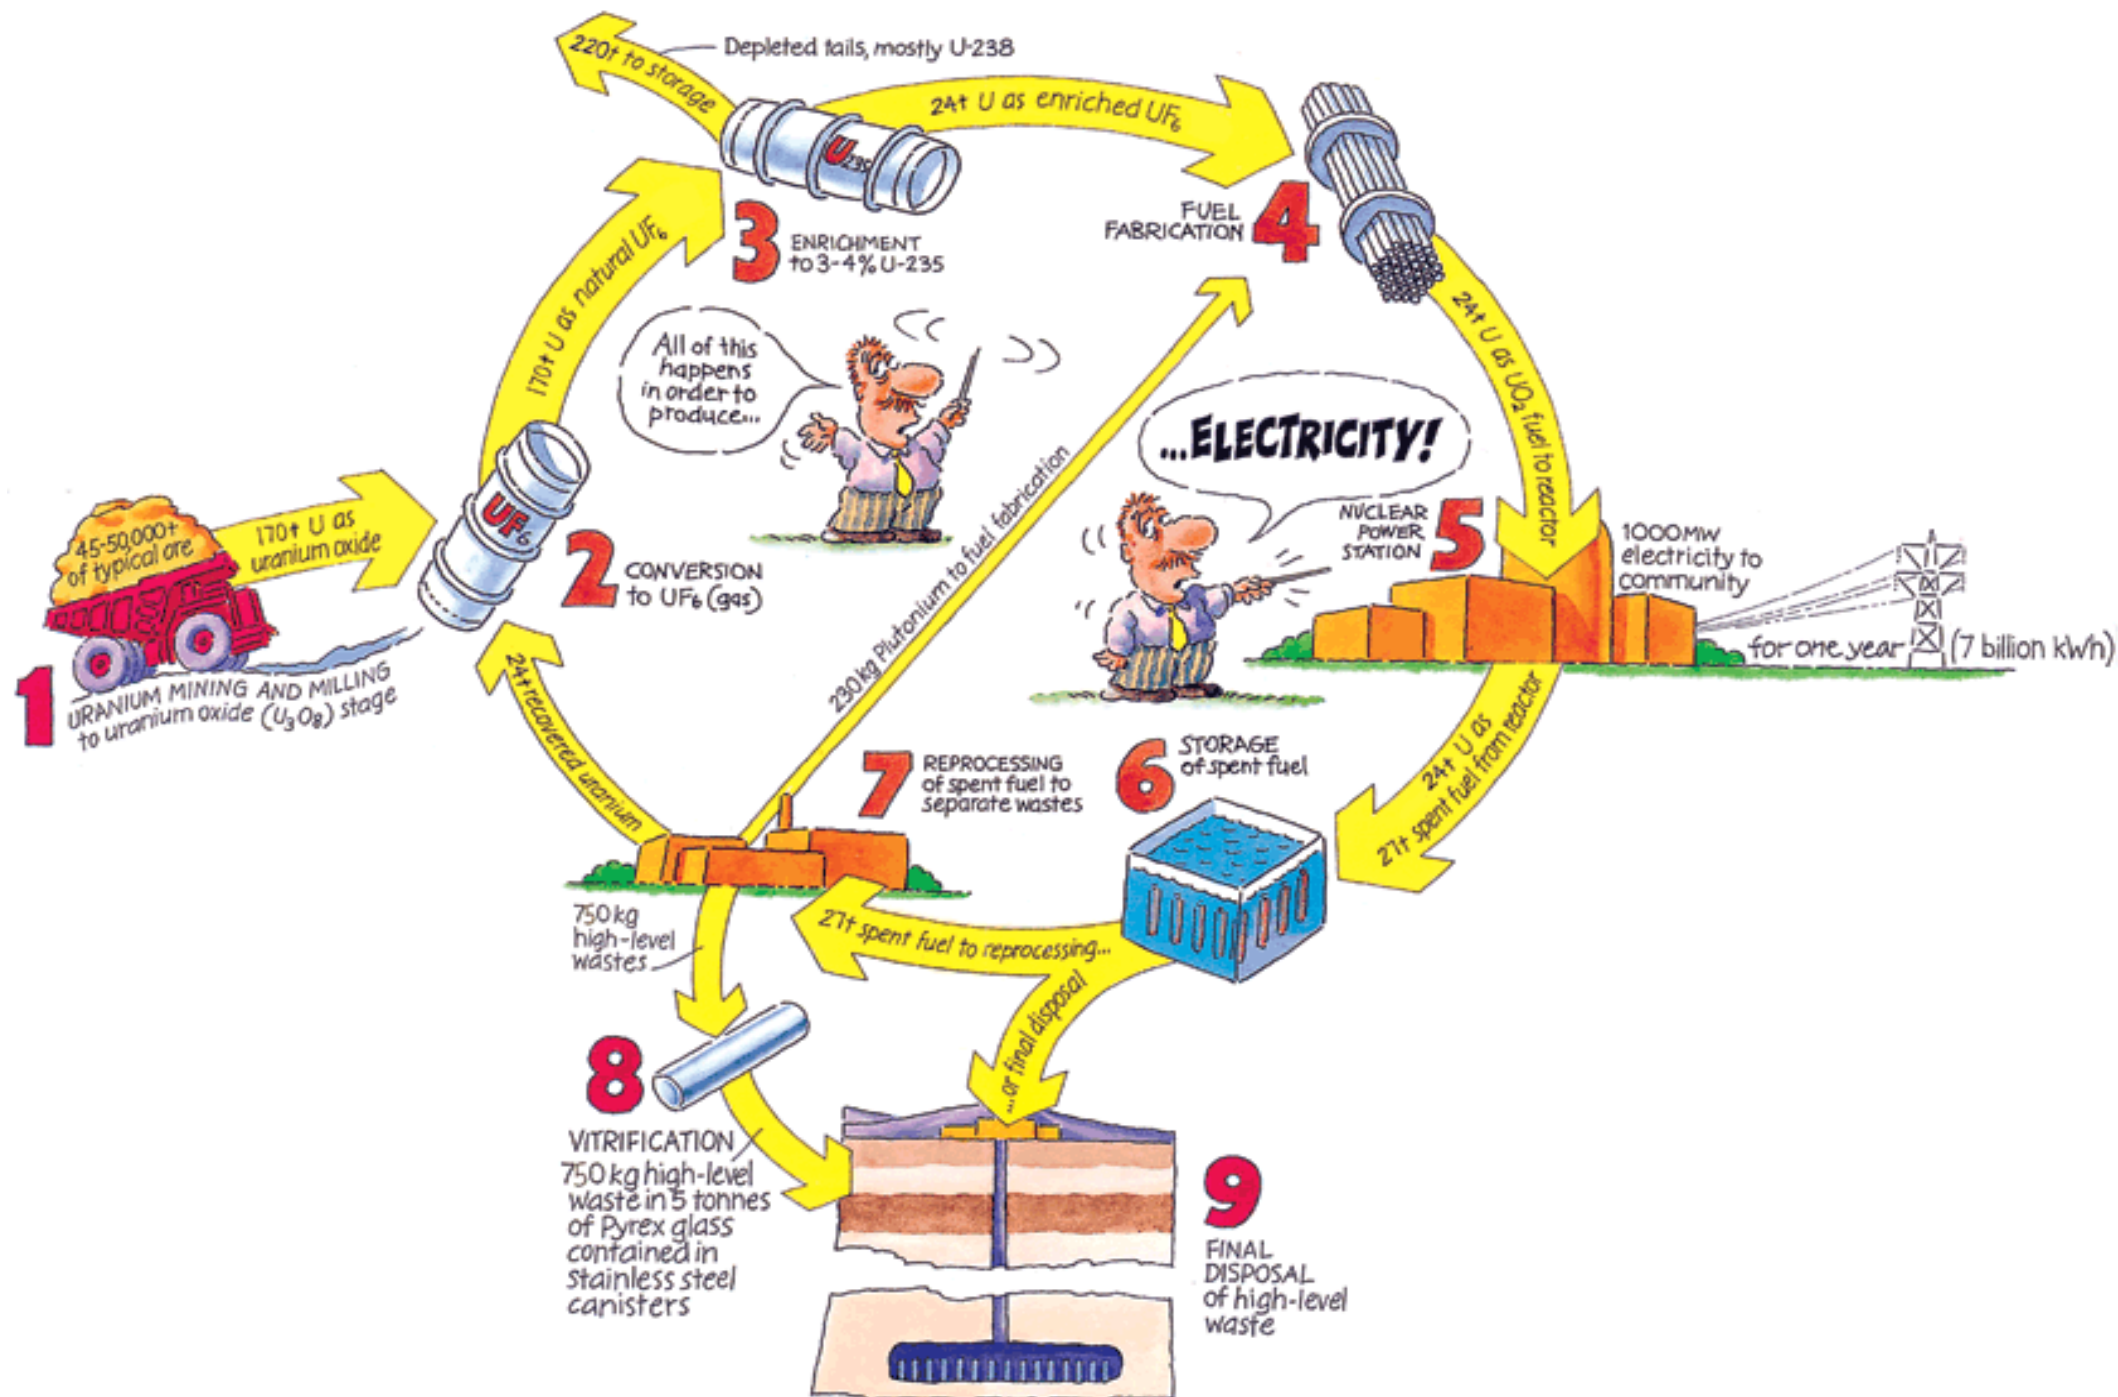 220t to storage
Depleted tails, mostly U-238
24t U as enriched UF₆
U235
3
ENRICHMENT
to 3-4% U-235
FUEL
FABRICATION
4
170t U as natural UF₆
All of this
happens
in order to
produce...
...ELECTRICITY!
24t U as UO₂ fuel to reactor
45-50,000t
of typical ore
170t U as
uranium oxide
UF₆
2
CONVERSION
to UF₆ (gas)
1
URANIUM MINING AND MILLING
to uranium oxide (U₃O₈) stage
230kg Plutonium to fuel fabrication
NUCLEAR
POWER
STATION
5
1000MW
electricity to
community
for one year (7 billion kWh)
24t U as
27t spent fuel from reactor
24t recovered uranium
7
REPROCESSING
of spent fuel to
separate wastes
6
STORAGE
of spent fuel
27t spent fuel to reprocessing...
...or final disposal
750kg
high-level
wastes
8
VITRIFICATION
750kg high-level
waste in 5 tonnes
of Pyrex glass
contained in
stainless steel
canisters
9
FINAL
DISPOSAL
of high-level
waste